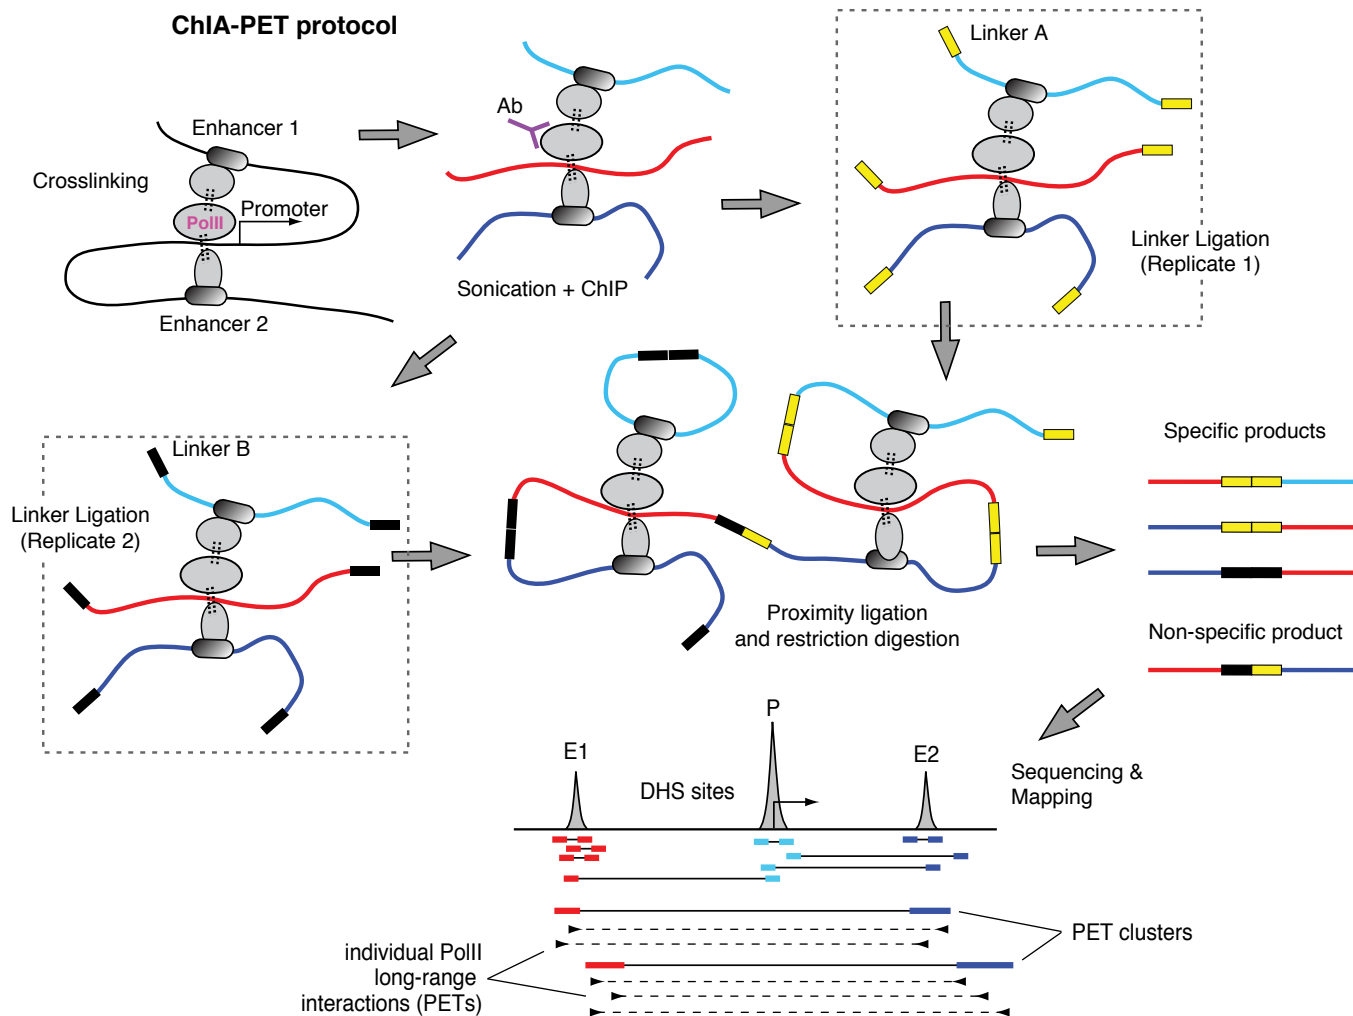 ChIA-PET protocol
Enhancer 1
Crosslinking
PolII
Promoter
Enhancer 2
Ab
Sonication + ChIP
Linker A
Linker Ligation
(Replicate 1)
Linker B
Linker Ligation
(Replicate 2)
Proximity ligation
and restriction digestion
Specific products
Non-specific product
Sequencing &
Mapping
E1
P
E2
DHS sites
PET clusters
individual PolII
long-range
interactions (PETs)